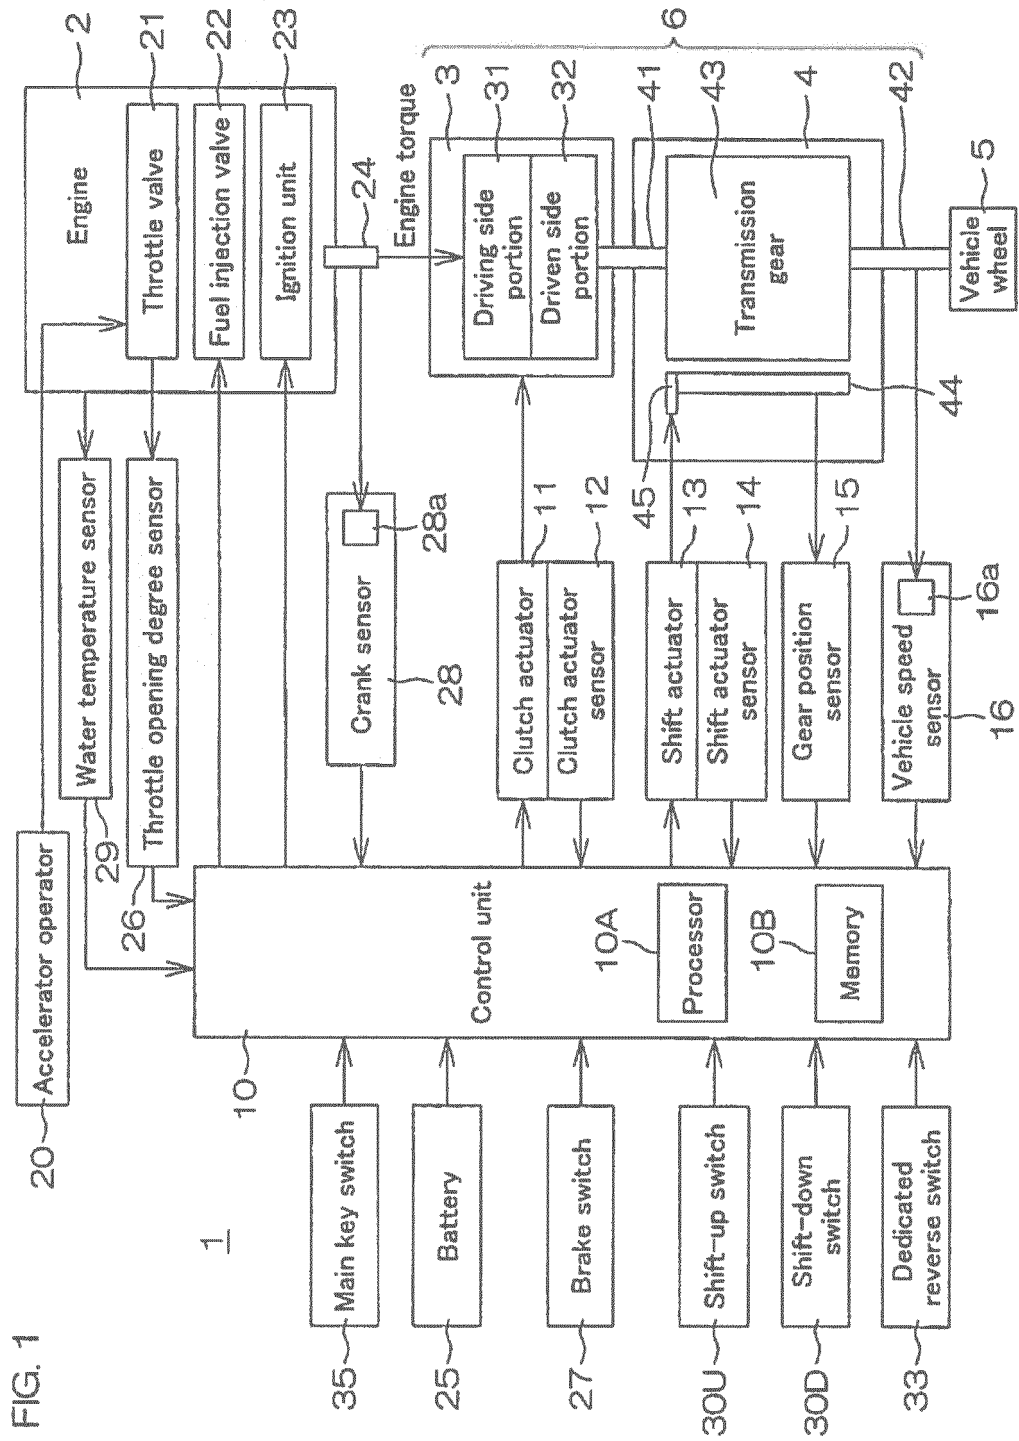 FIG. 1
1
20
Accelerator operator
2
Engine
21
Throttle valve
22
Fuel injection valve
23
Ignition unit
24
Engine torque
29
Water temperature sensor
26
Throttle opening degree sensor
28a
Crank sensor
28
6
3
31
Driving side
portion
32
Driven side
portion
41
43
Transmission
gear
4
42
5
Vehicle
wheel
44
45
11
Clutch actuator
12
Clutch actuator
sensor
13
Shift actuator
14
Shift actuator
sensor
15
Gear position
sensor
16a
Vehicle speed
sensor
16
10
Control unit
10A
Processor
10B
Memory
35
Main key switch
25
Battery
27
Brake switch
30U
Shift-up switch
30D
Shift-down
switch
33
Dedicated
reverse switch